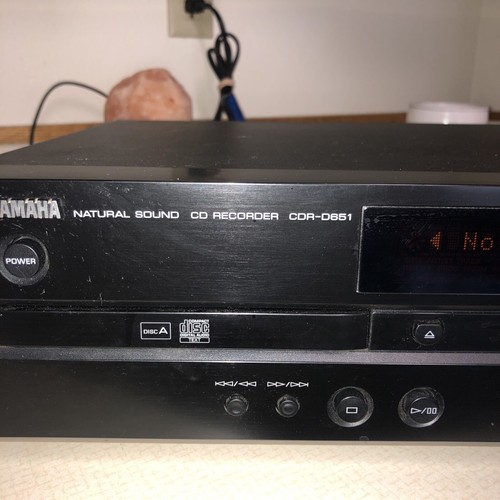 AMAHA NATURAL SOUND CD RECORDER CDR-D651
No
POWER
DISC A
COMPACT
disc
DIGITAL AUDIO
TEXT